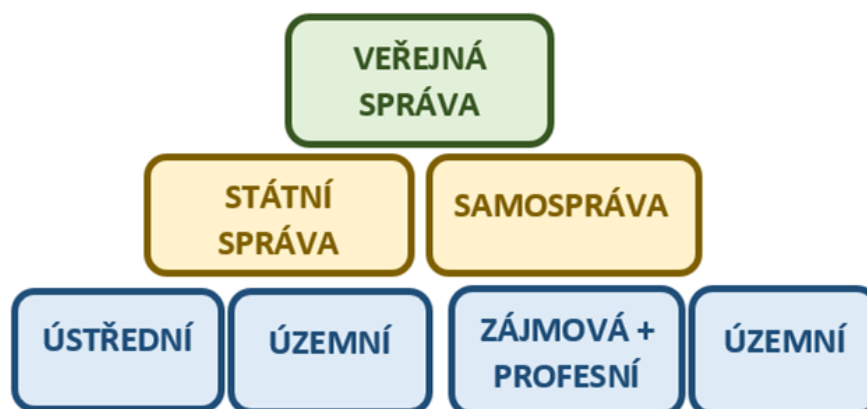 VEŘEJNÁ
SPRÁVA
STÁTNÍ
SPRÁVA
SAMOSPRÁVA
ÚSTŘEDNÍ
ÚZEMNÍ
ZÁJMOVÁ +
PROFESNÍ
ÚZEMNÍ